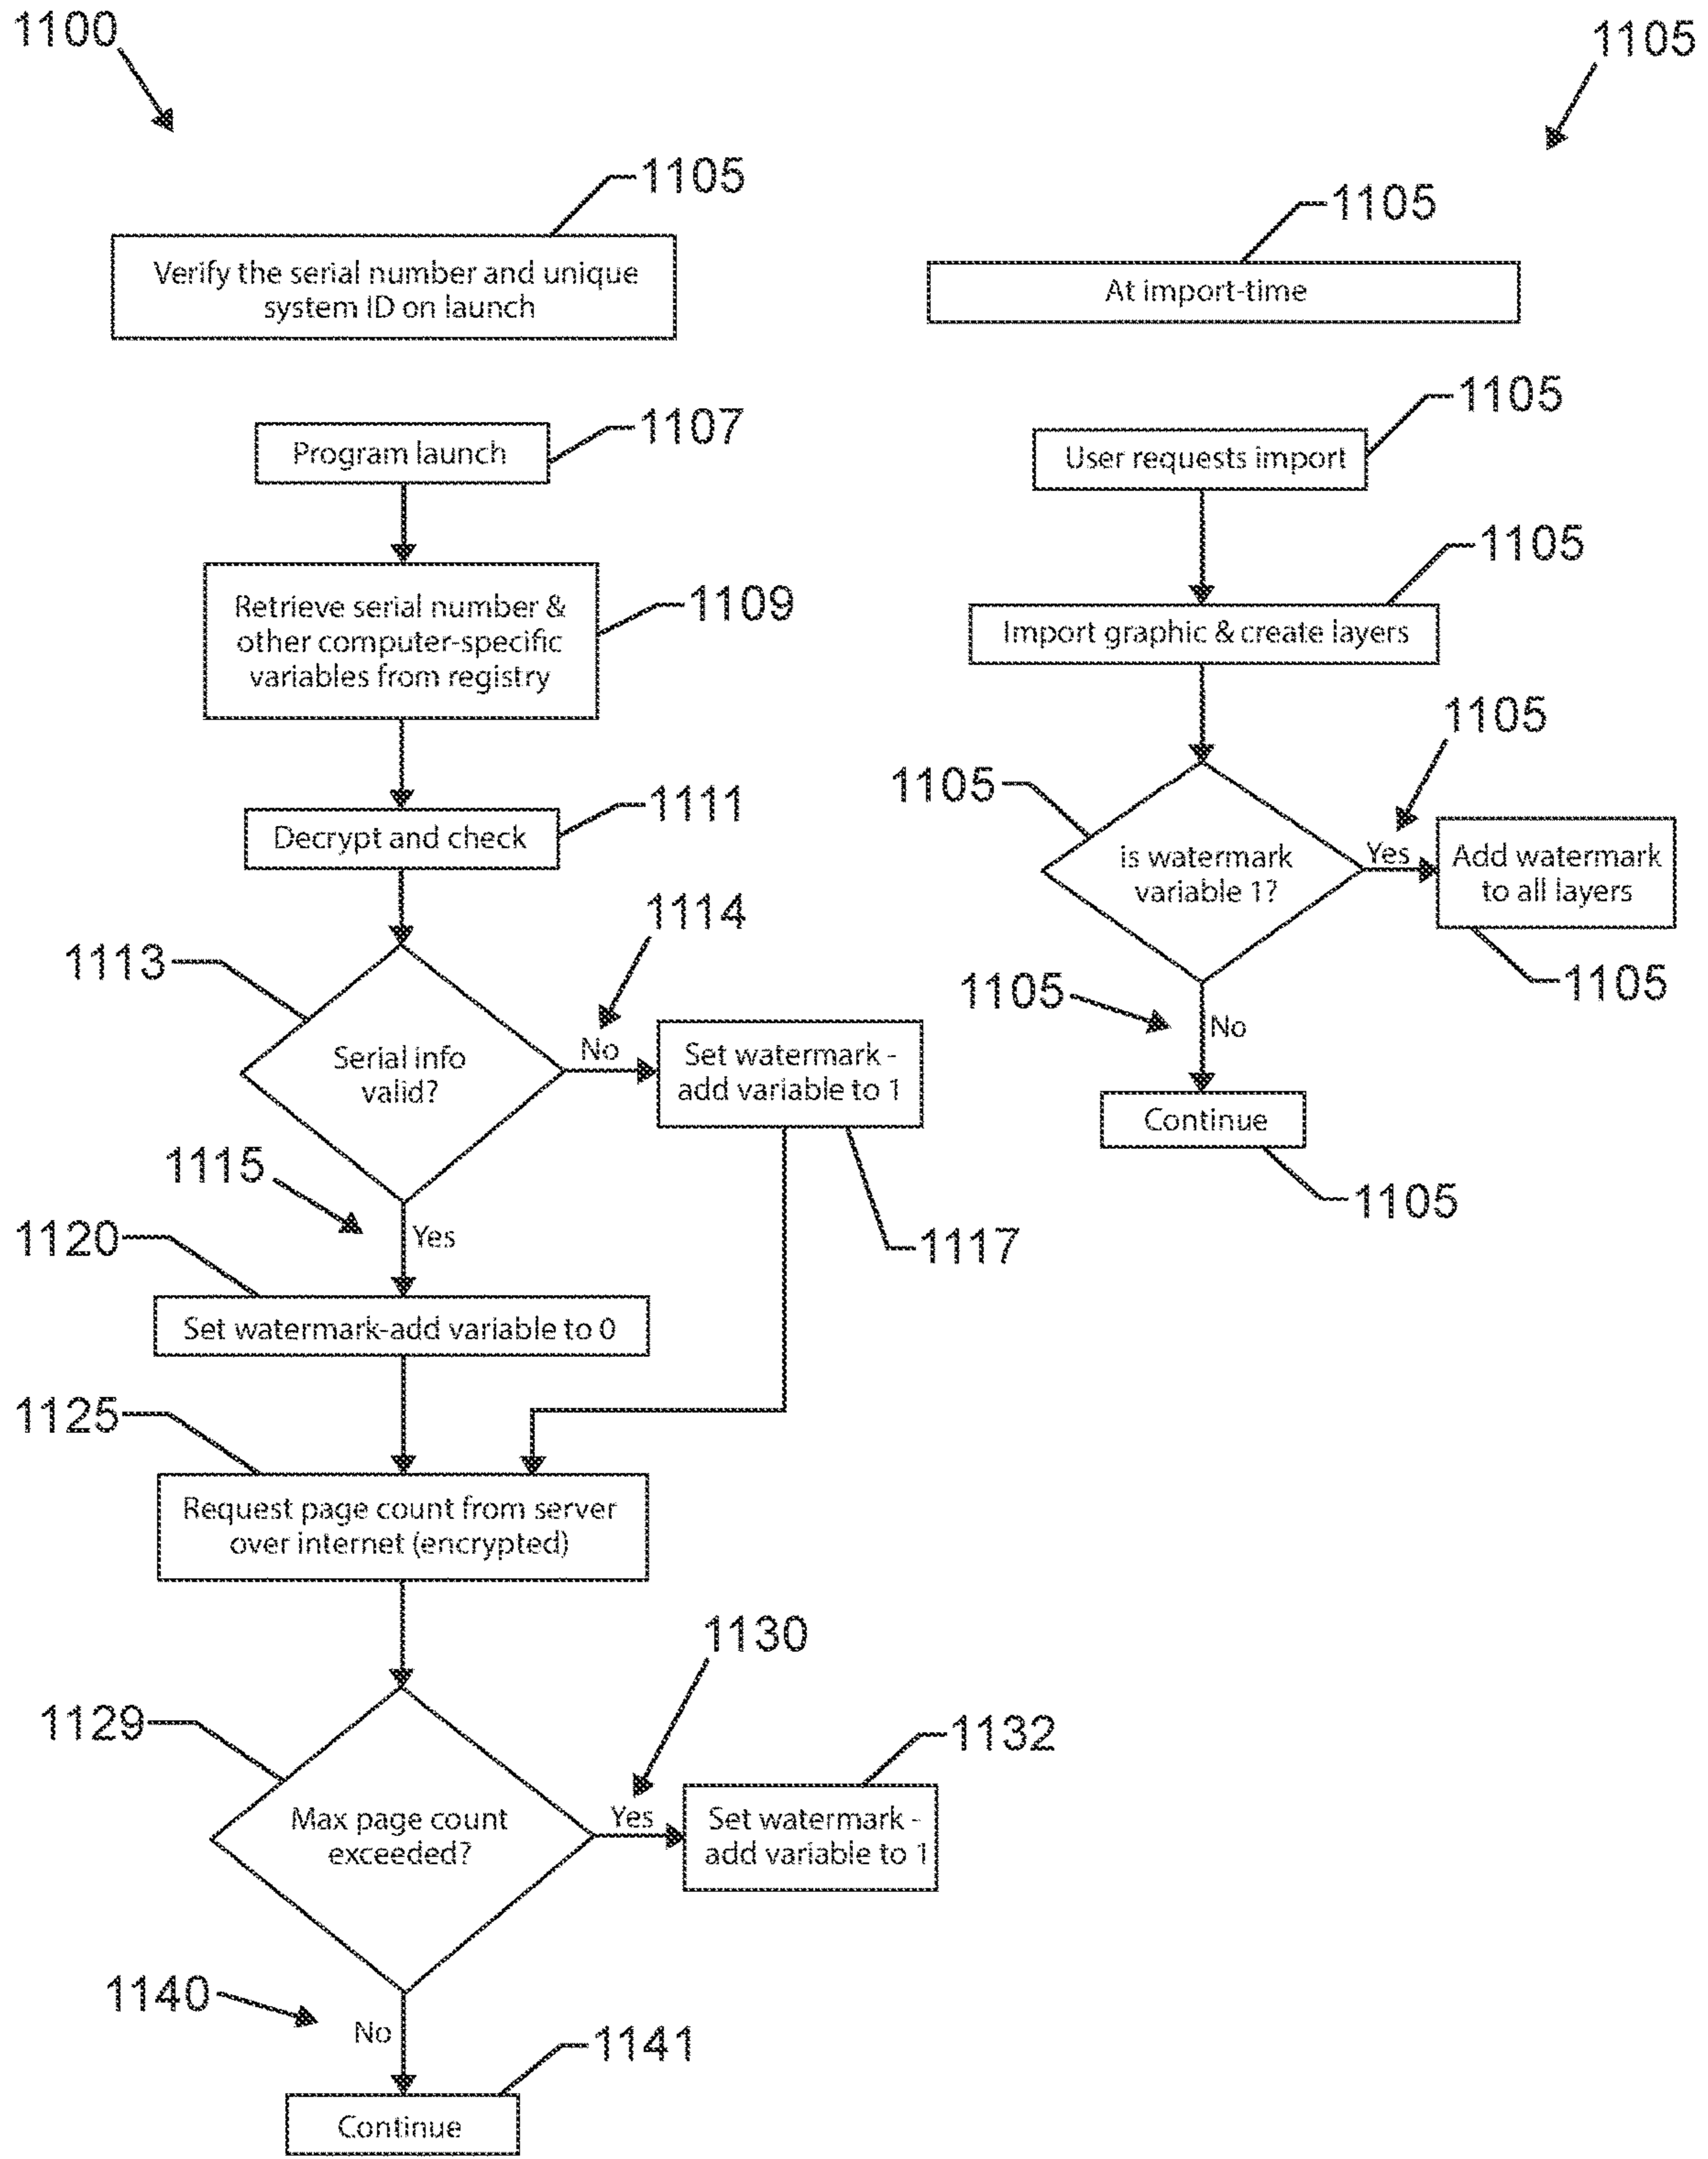 1100
1105
Verify the serial number and unique
system ID on launch
1107
Program launch
1109
Retrieve serial number &
other computer-specific
variables from registry
1111
Decrypt and check
1114
1113
Serial info
valid?
No
Set watermark -
add variable to 1
1117
1115
Yes
1120
Set watermark-add variable to 0
1125
Request page count from server
over internet (encrypted)
1130
1129
Max page count
exceeded?
Yes
1132
Set watermark -
add variable to 1
1140
No
1141
Continue
1105
1105
At import-time
1105
User requests import
1105
Import graphic & create layers
1105
1105
is watermark
variable 1?
Yes
Add watermark
to all layers
1105
1105
No
Continue
1105